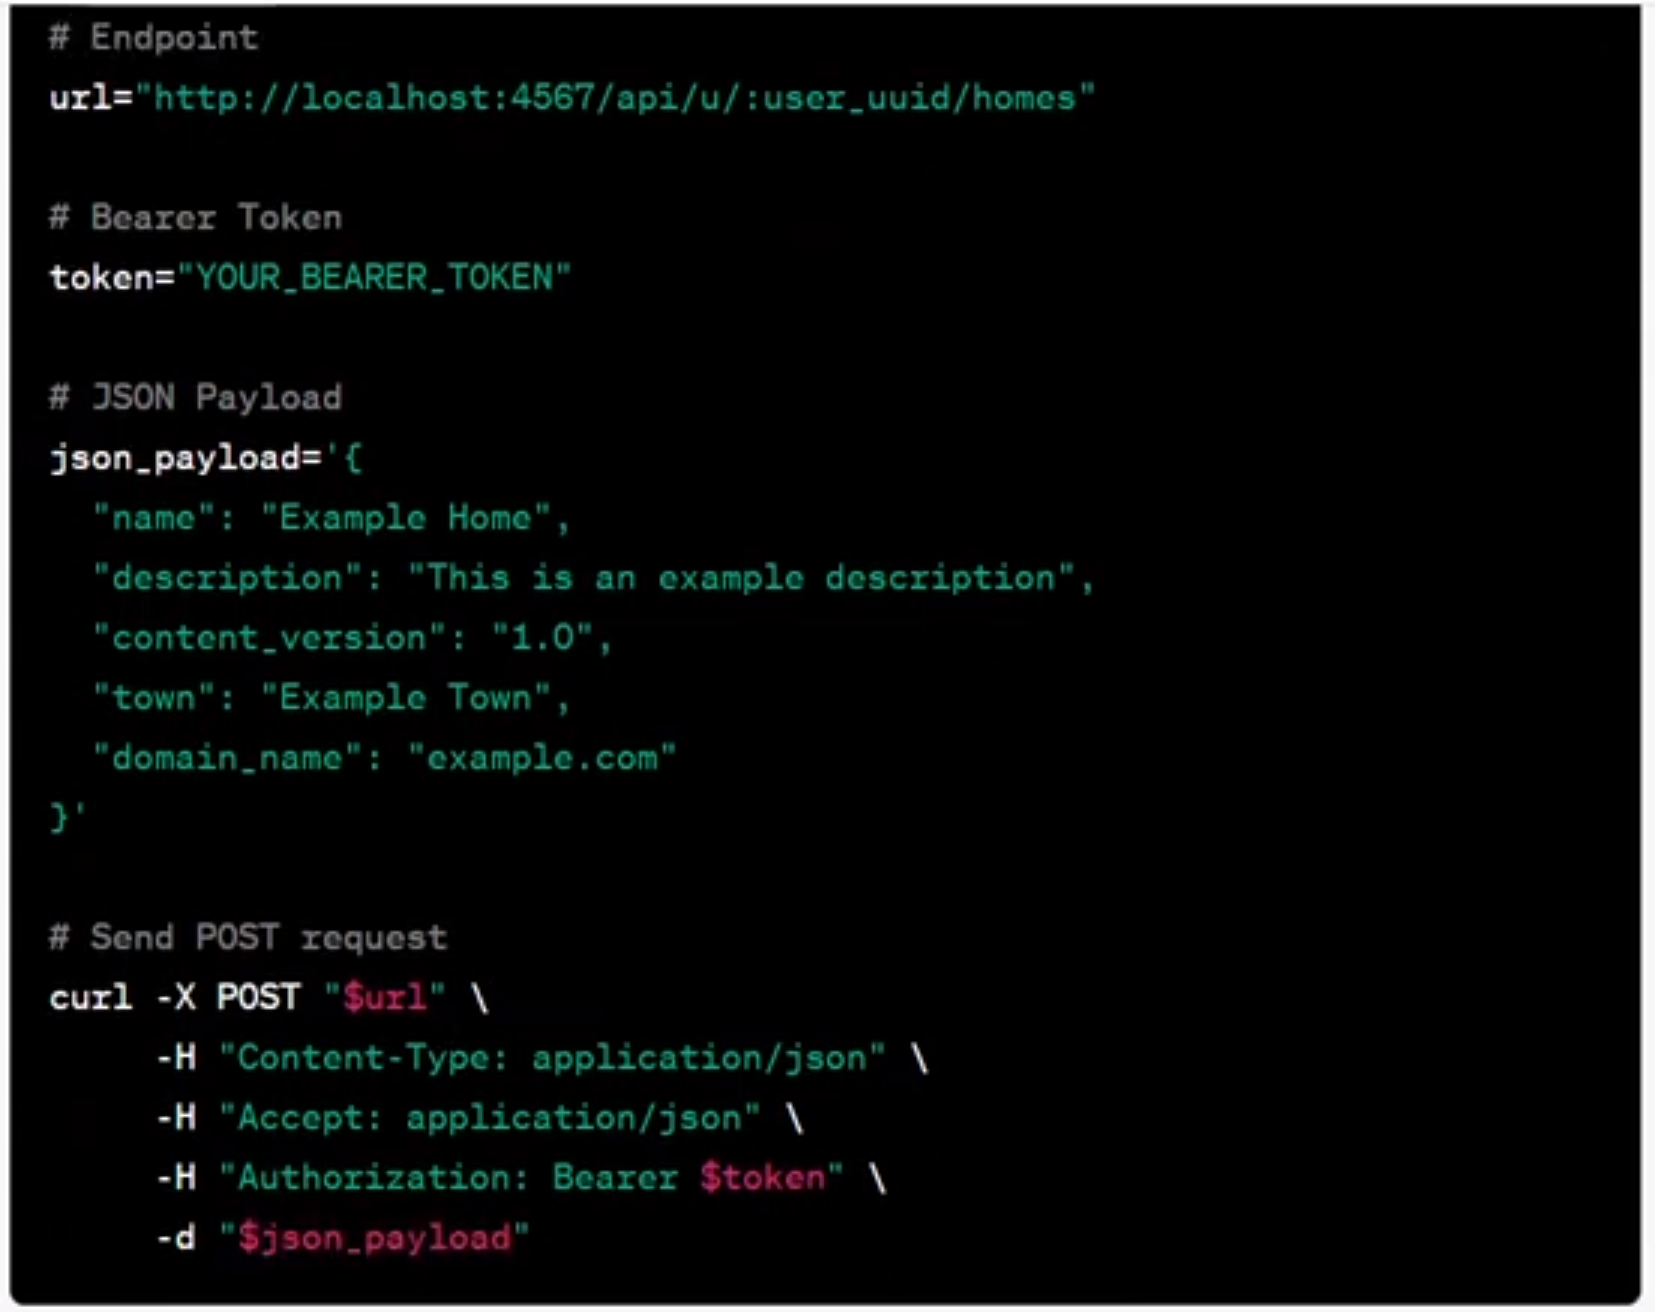 # Endpoint
url="http://localhost:4567/api/u/:user_uuid/homes"
# Bearer Token
token="YOUR_BEARER_TOKEN"
# JSON Payload
json_payload='{
  "name": "Example Home",
  "description": "This is an example description",
  "content_version": "1.0",
  "town": "Example Town",
  "domain_name": "example.com"
}'
# Send POST request
curl -X POST "$url" \
     -H "Content-Type: application/json" \
     -H "Accept: application/json" \
     -H "Authorization: Bearer $token" \
     -d "$json_payload"